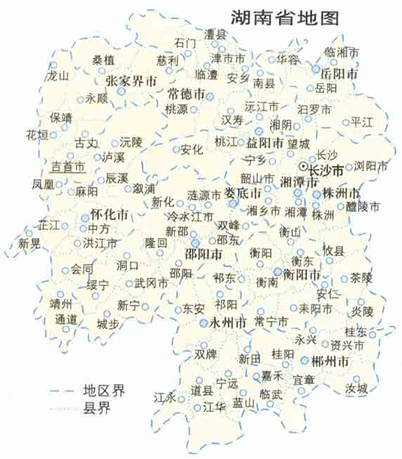 湖南省地图
石门
澧县
临湘市
桑植
慈利
津市市
华容
岳阳市
龙山
张家界市
临澧
安乡
南县
岳阳
永顺
常德市
桃源
汉寿
沅江市
汨罗市
平江
保靖
花垣
古丈
沅陵
桃江
益阳市
湘阴
望城
泸溪
安化
宁乡
长沙
长沙市
浏阳市
吉首市
凤凰
麻阳
辰溪
溆浦
韶山市
湘潭市
株洲市
新化
涟源市
娄底市
湘乡市
湘潭
株洲
醴陵市
芷江
怀化市
冷水江市
中方
新邵
双峰
衡山
新晃
洪江市
隆回
邵东
邵阳市
衡阳
衡东
攸县
会同
洞口
邵阳
祁东
衡南
衡阳市
茶陵
绥宁
武冈市
安仁
靖州
新宁
东安
祁阳
耒阳市
炎陵
通道
城步
永州市
常宁市
永兴
桂东
资兴市
双牌
新田
桂阳
郴州市
地区界
县界
江永
道县
宁远
嘉禾
宜章
汝城
江华
蓝山
临武